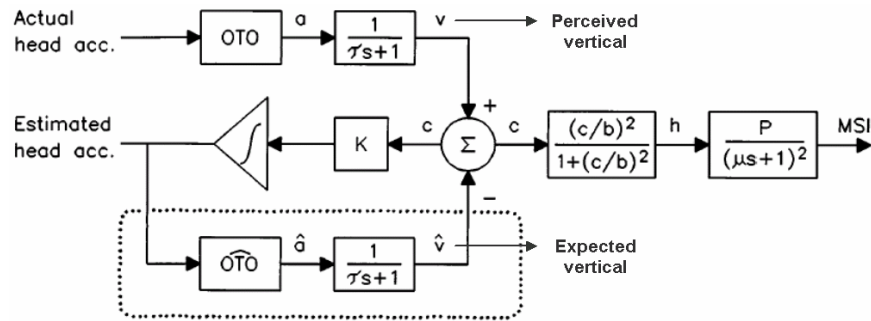 Actual
head acc.
OTO
a
1
τs+1
v
Perceived
vertical
+
Estimated
head acc.
∫
K
c
Σ
c
(c/b)²
1+(c/b)²
h
P
(μs+1)²
MSI
−
OTO^
â
1
τs+1
v̂
Expected
vertical